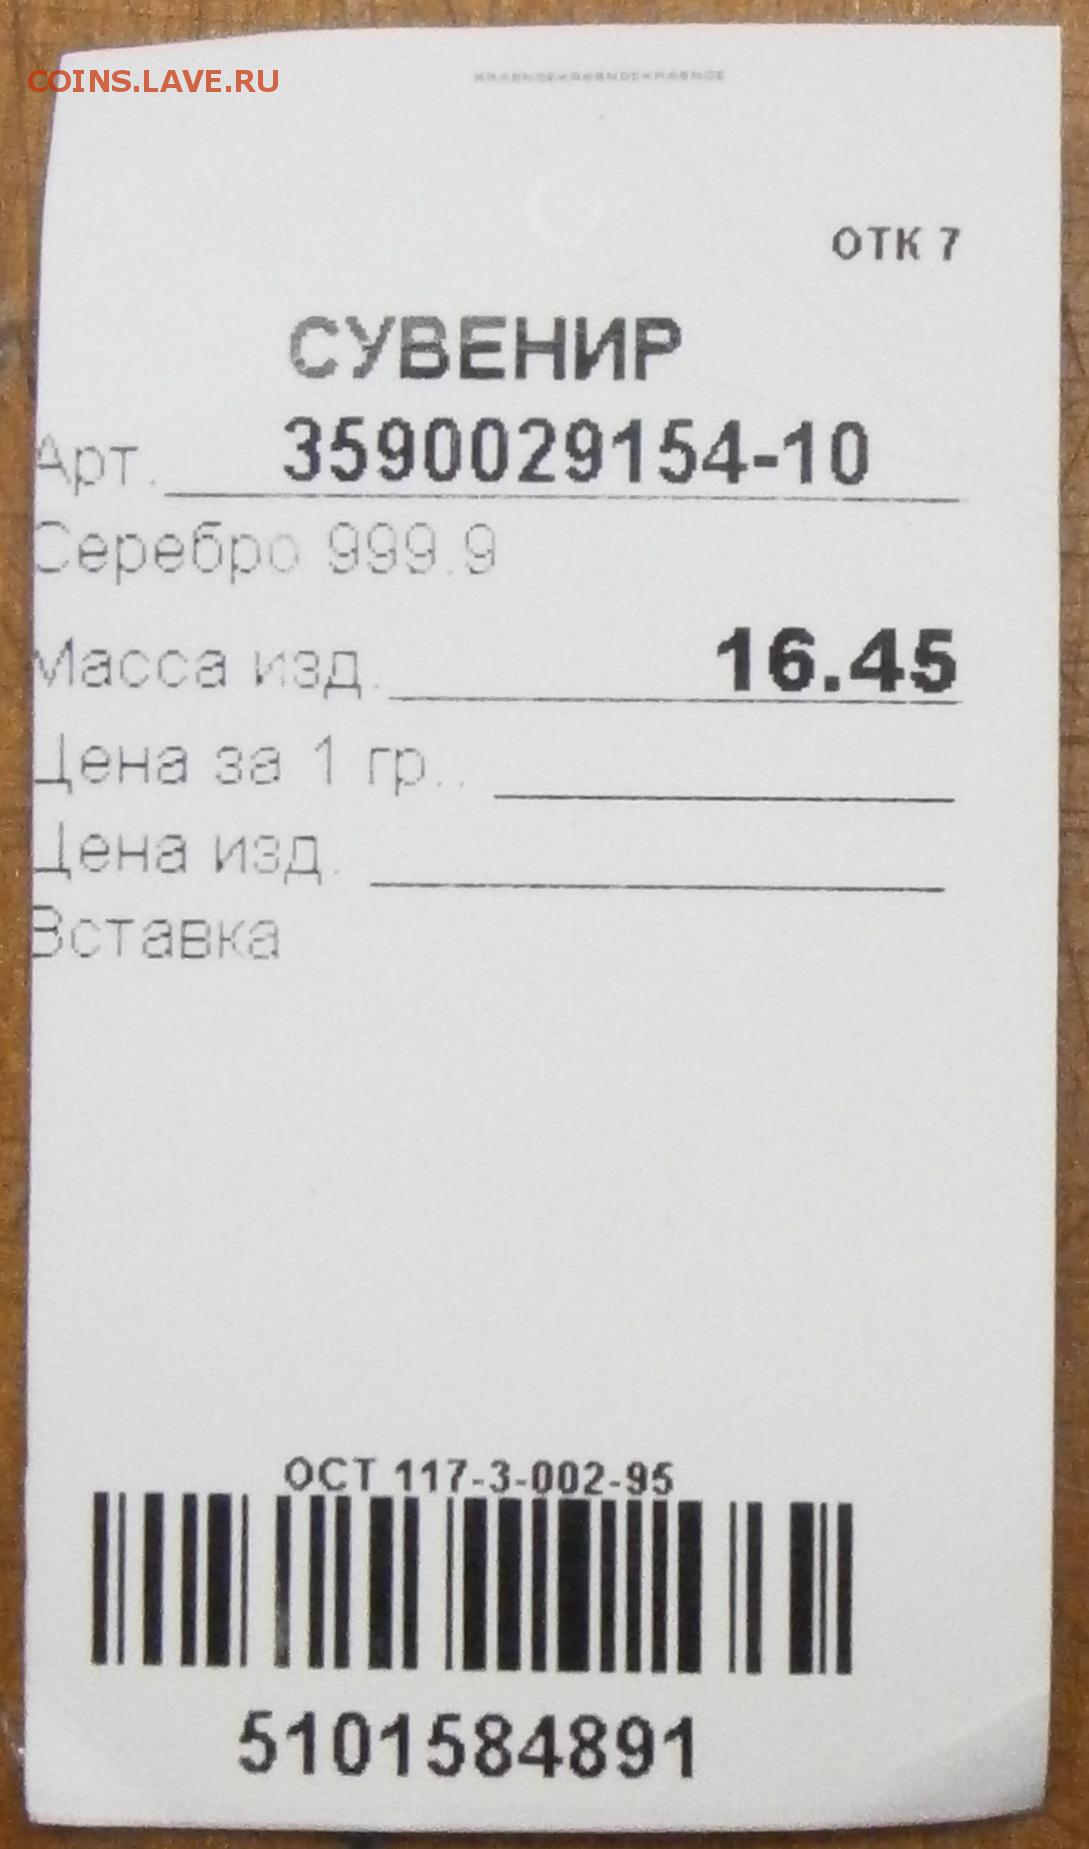 COINS.LAVE.RU
КРАСНОЕКРАСНОЕКРАСНОЕ
ОТК 7
СУВЕНИР
Арт. 3590029154-10
Серебро 999.9
Масса изд. 16.45
Цена за 1 гр..
Цена изд.
Вставка
ОСТ 117-3-002-95
5101584891